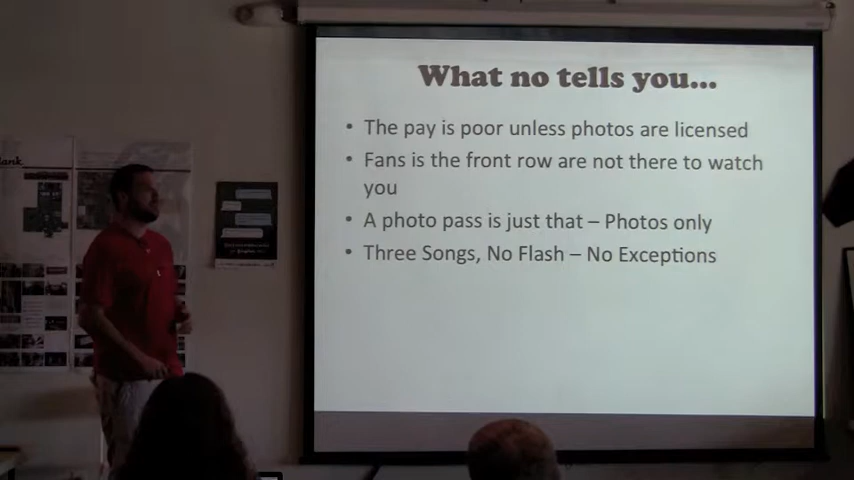 What no tells you...
• The pay is poor unless photos are licensed
• Fans is the front row are not there to watch
you
• A photo pass is just that – Photos only
• Three Songs, No Flash – No Exceptions